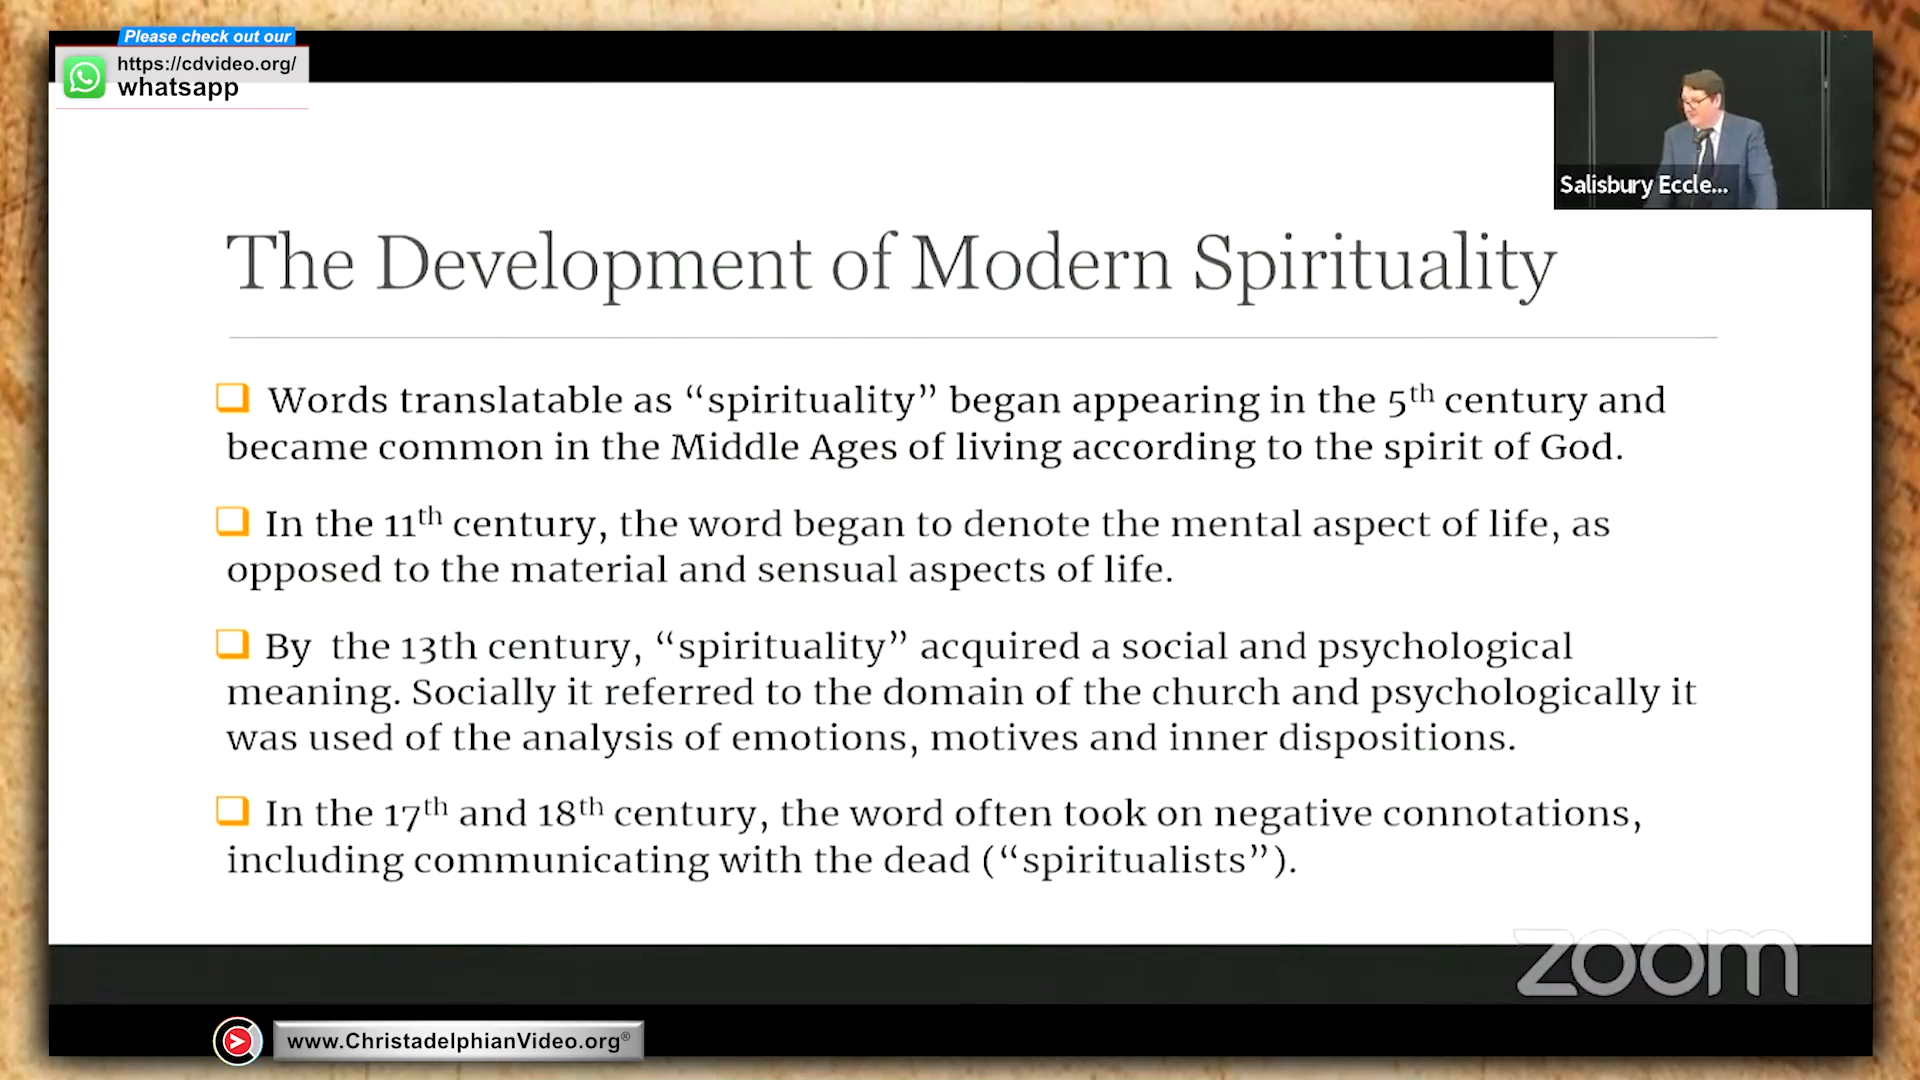 Please check out our
https://cdvideo.org/
whatsapp
Salisbury Eccle...
The Development of Modern Spirituality
❑ Words translatable as “spirituality” began appearing in the 5th century and
became common in the Middle Ages of living according to the spirit of God.
❑ In the 11th century, the word began to denote the mental aspect of life, as
opposed to the material and sensual aspects of life.
❑ By the 13th century, “spirituality” acquired a social and psychological
meaning. Socially it referred to the domain of the church and psychologically it
was used of the analysis of emotions, motives and inner dispositions.
❑ In the 17th and 18th century, the word often took on negative connotations,
including communicating with the dead (“spiritualists”).
zoom
www.ChristadelphianVideo.org®